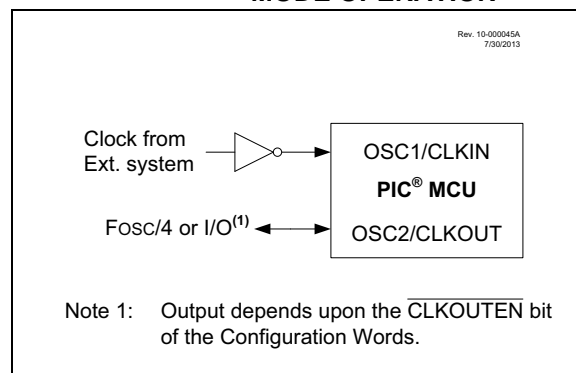 MODE OPERATION
Rev. 10-000045A
7/30/2013
Clock from
Ext. system
OSC1/CLKIN
PIC® MCU
FOSC/4 or I/O(1)
OSC2/CLKOUT
Note 1: Output depends upon the CLKOUTEN bit
of the Configuration Words.